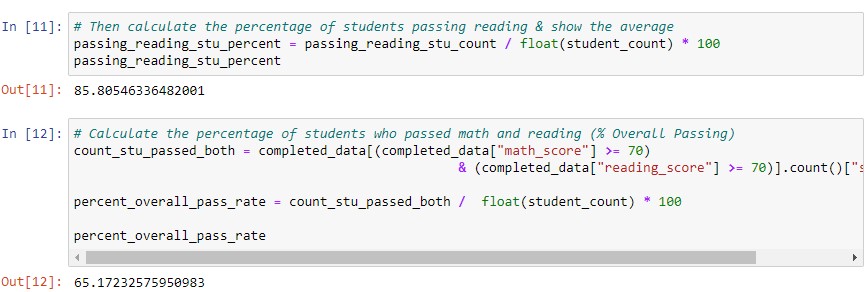 In [11]: # Then calculate the percentage of students passing reading & show the average
passing_reading_stu_percent = passing_reading_stu_count / float(student_count) * 100
passing_reading_stu_percent
Out[11]: 85.80546336482001
In [12]: # Calculate the percentage of students who passed math and reading (% Overall Passing)
count_stu_passed_both = completed_data[(completed_data["math_score"] >= 70)
& (completed_data["reading_score"] >= 70)].count()["s
percent_overall_pass_rate = count_stu_passed_both /  float(student_count) * 100
percent_overall_pass_rate
Out[12]: 65.17232575950983